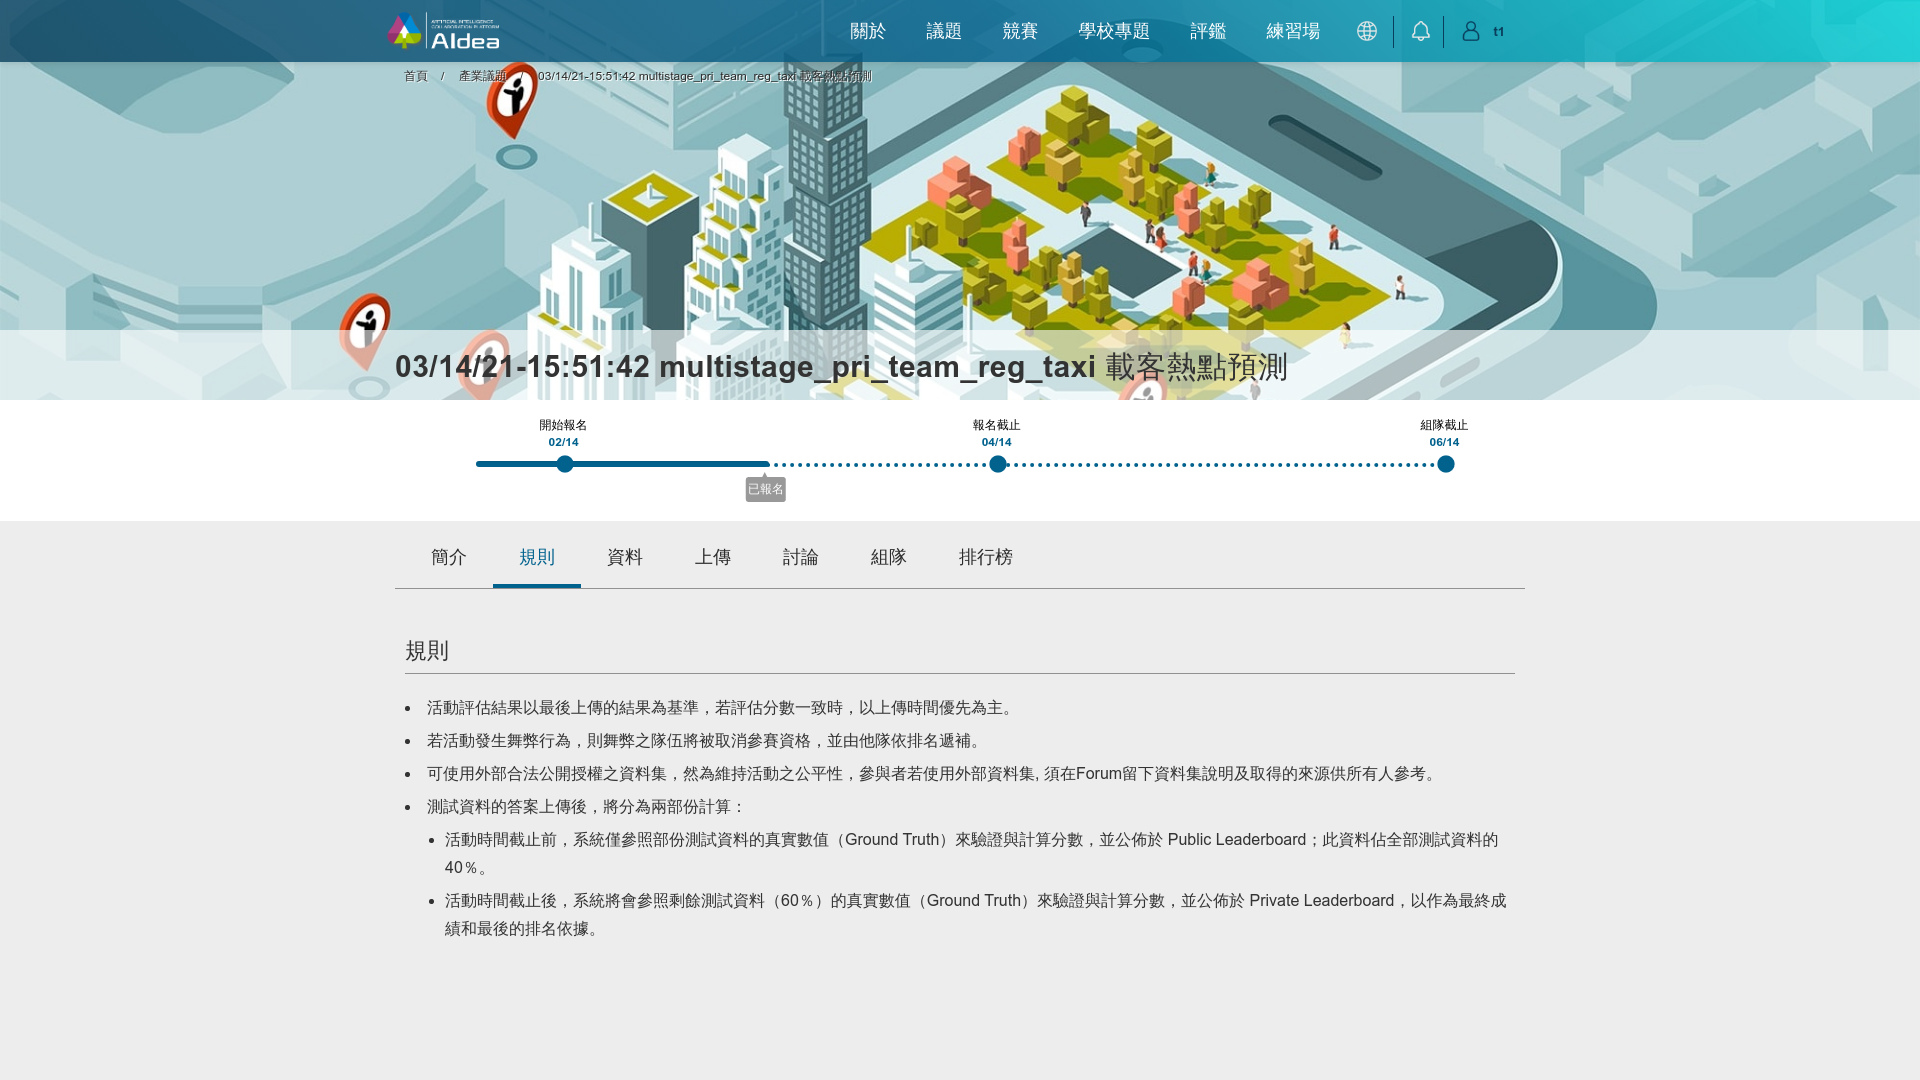 ARTIFICIAL INTELLIGENCE
COLLABORATION PLATFORM
AIdea
關於 議題 競賽 學校專題 評鑑 練習場 t1
首頁 / 產業議題 / 03/14/21-15:51:42 multistage_pri_team_reg_taxi 載客熱點預測
03/14/21-15:51:42 multistage_pri_team_reg_taxi 載客熱點預測
開始報名 報名截止 組隊截止
02/14 04/14 06/14
已報名
簡介 規則 資料 上傳 討論 組隊 排行榜
規則
活動評估結果以最後上傳的結果為基準，若評估分數一致時，以上傳時間優先為主。
若活動發生舞弊行為，則舞弊之隊伍將被取消參賽資格，並由他隊依排名遞補。
可使用外部合法公開授權之資料集，然為維持活動之公平性，參與者若使用外部資料集, 須在Forum留下資料集說明及取得的來源供所有人參考。
測試資料的答案上傳後，將分為兩部份計算：
活動時間截止前，系統僅參照部份測試資料的真實數值（Ground Truth）來驗證與計算分數，並公佈於 Public Leaderboard；此資料佔全部測試資料的
40％。
活動時間截止後，系統將會參照剩餘測試資料（60％）的真實數值（Ground Truth）來驗證與計算分數，並公佈於 Private Leaderboard，以作為最終成
績和最後的排名依據。